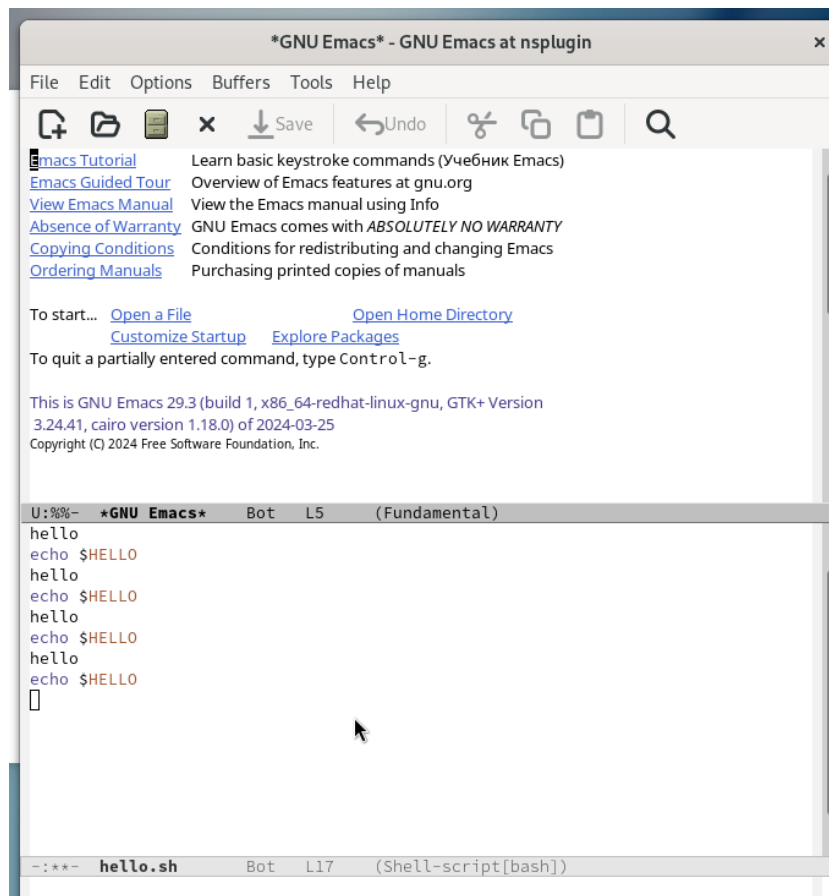 *GNU Emacs* - GNU Emacs at nsplugin
File Edit Options Buffers Tools Help
Save Undo
Emacs Tutorial Learn basic keystroke commands (Учебник Emacs)
Emacs Guided Tour Overview of Emacs features at gnu.org
View Emacs Manual View the Emacs manual using Info
Absence of Warranty GNU Emacs comes with ABSOLUTELY NO WARRANTY
Copying Conditions Conditions for redistributing and changing Emacs
Ordering Manuals Purchasing printed copies of manuals
To start... Open a File Open Home Directory
Customize Startup Explore Packages
To quit a partially entered command, type Control-g.
This is GNU Emacs 29.3 (build 1, x86_64-redhat-linux-gnu, GTK+ Version
3.24.41, cairo version 1.18.0) of 2024-03-25
Copyright (C) 2024 Free Software Foundation, Inc.
U:%%- *GNU Emacs* Bot L5 (Fundamental)
hello
echo $HELLO
hello
echo $HELLO
hello
echo $HELLO
hello
echo $HELLO
-:**- hello.sh Bot L17 (Shell-script[bash])